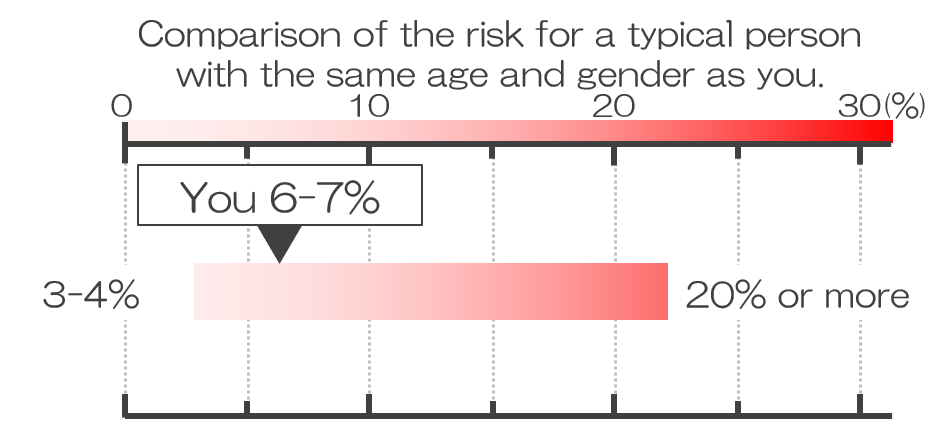 Comparison of the risk for a typical person
with the same age and gender as you.
0 10 20 30(%)
You 6-7%
3-4% 20% or more